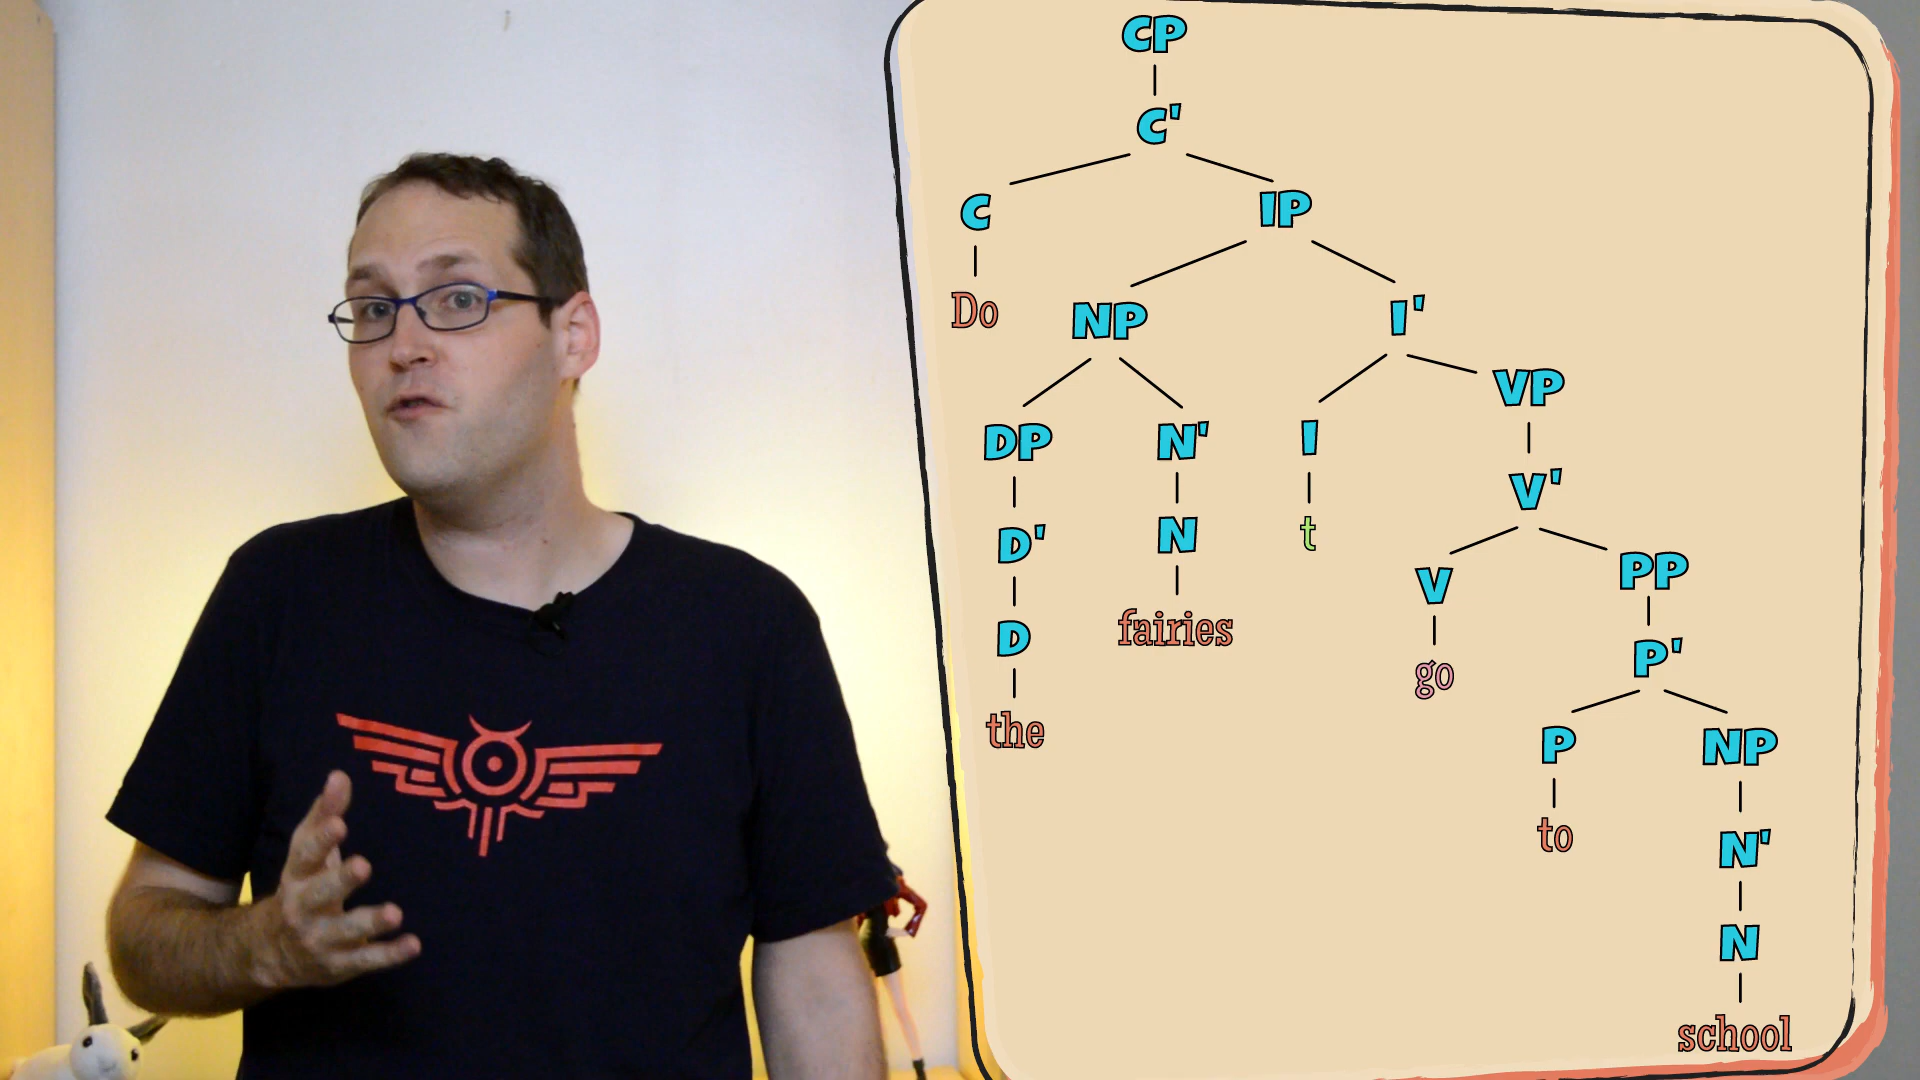 CP
C'
C IP
Do
NP I'
VP
DP N' I
V'
D' N t
V PP
D fairies
P'
the go
P NP
to
N'
N
school